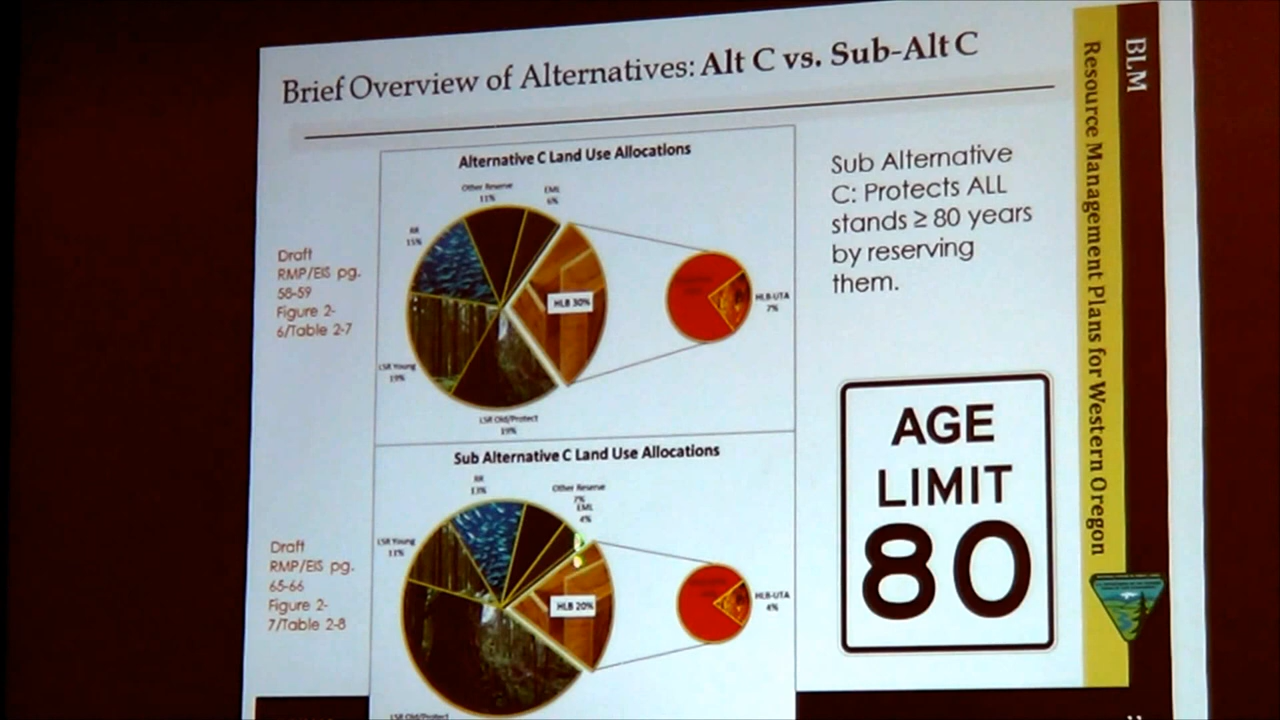 Brief Overview of Alternatives: Alt C vs. Sub-Alt C
Draft
RMP/EIS pg.
58-59
Figure 2-
6/Table 2-7
Alternative C Land Use Allocations
Other Reserve
11%
EML
6%
RR
15%
HLB 30%
HLB-UTA
7%
LSR Young
19%
LSR Old/Protect
19%
Sub Alternative
C: Protects ALL
stands ≥ 80 years
by reserving
them.
Draft
RMP/EIS pg.
65-66
Figure 2-
7/Table 2-8
Sub Alternative C Land Use Allocations
RR
13%
Other Reserve
7%
EML
4%
LSR Young
11%
HLB 20%
HLB-UTA
4%
LSR Old/Protect
AGE
LIMIT
80
BLM
Resource Management Plans for Western Oregon